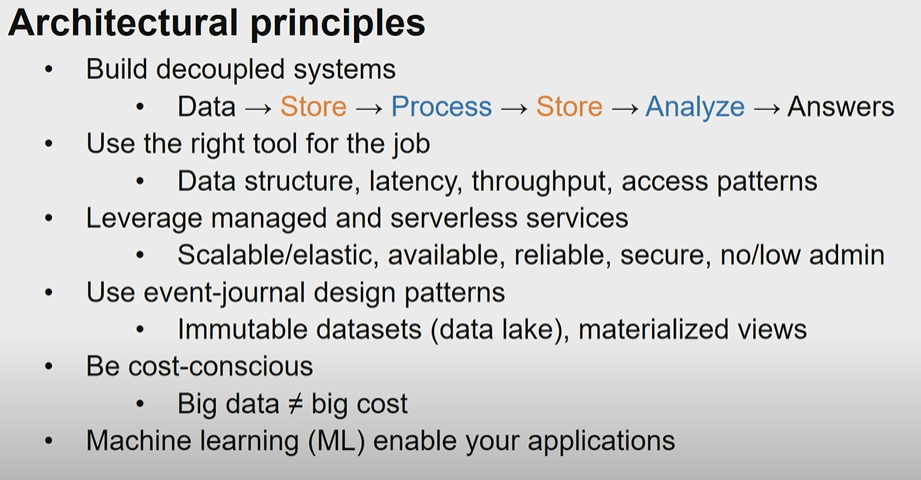 Architectural principles
• Build decoupled systems
• Data → Store → Process → Store → Analyze → Answers
• Use the right tool for the job
• Data structure, latency, throughput, access patterns
• Leverage managed and serverless services
• Scalable/elastic, available, reliable, secure, no/low admin
• Use event-journal design patterns
• Immutable datasets (data lake), materialized views
• Be cost-conscious
• Big data ≠ big cost
• Machine learning (ML) enable your applications